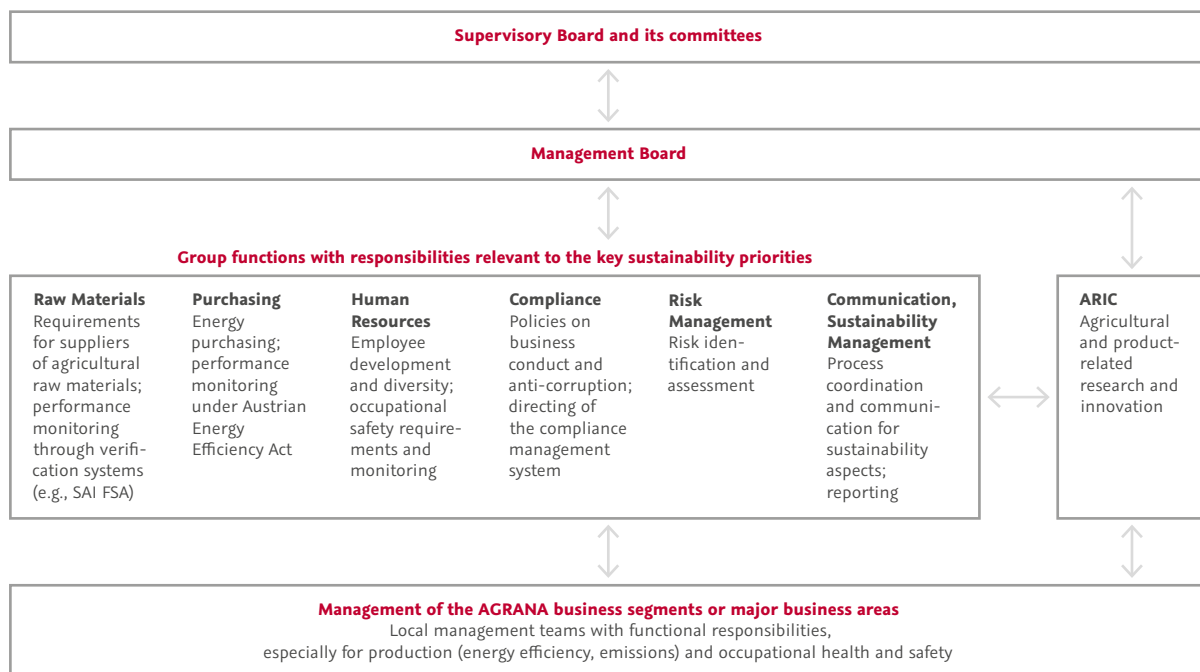 Supervisory Board and its committees
Management Board
Group functions with responsibilities relevant to the key sustainability priorities
Raw Materials
Requirements
for suppliers
of agricultural
raw materials;
performance
monitoring
through verifi-
cation systems
(e.g., SAI FSA)
Purchasing
Energy
purchasing;
performance
monitoring
under Austrian
Energy
Efficiency Act
Human
Resources
Employee
development
and diversity;
occupational
safety require-
ments and
monitoring
Compliance
Policies on
business
conduct and
anti-corruption;
directing of
the compliance
management
system
Risk
Management
Risk iden-
tification and
assessment
Communication,
Sustainability
Management
Process
coordination
and communi-
cation for
sustainability
aspects;
reporting
ARIC
Agricultural
and product-
related
research and
innovation
Management of the AGRANA business segments or major business areas
Local management teams with functional responsibilities,
especially for production (energy efficiency, emissions) and occupational health and safety